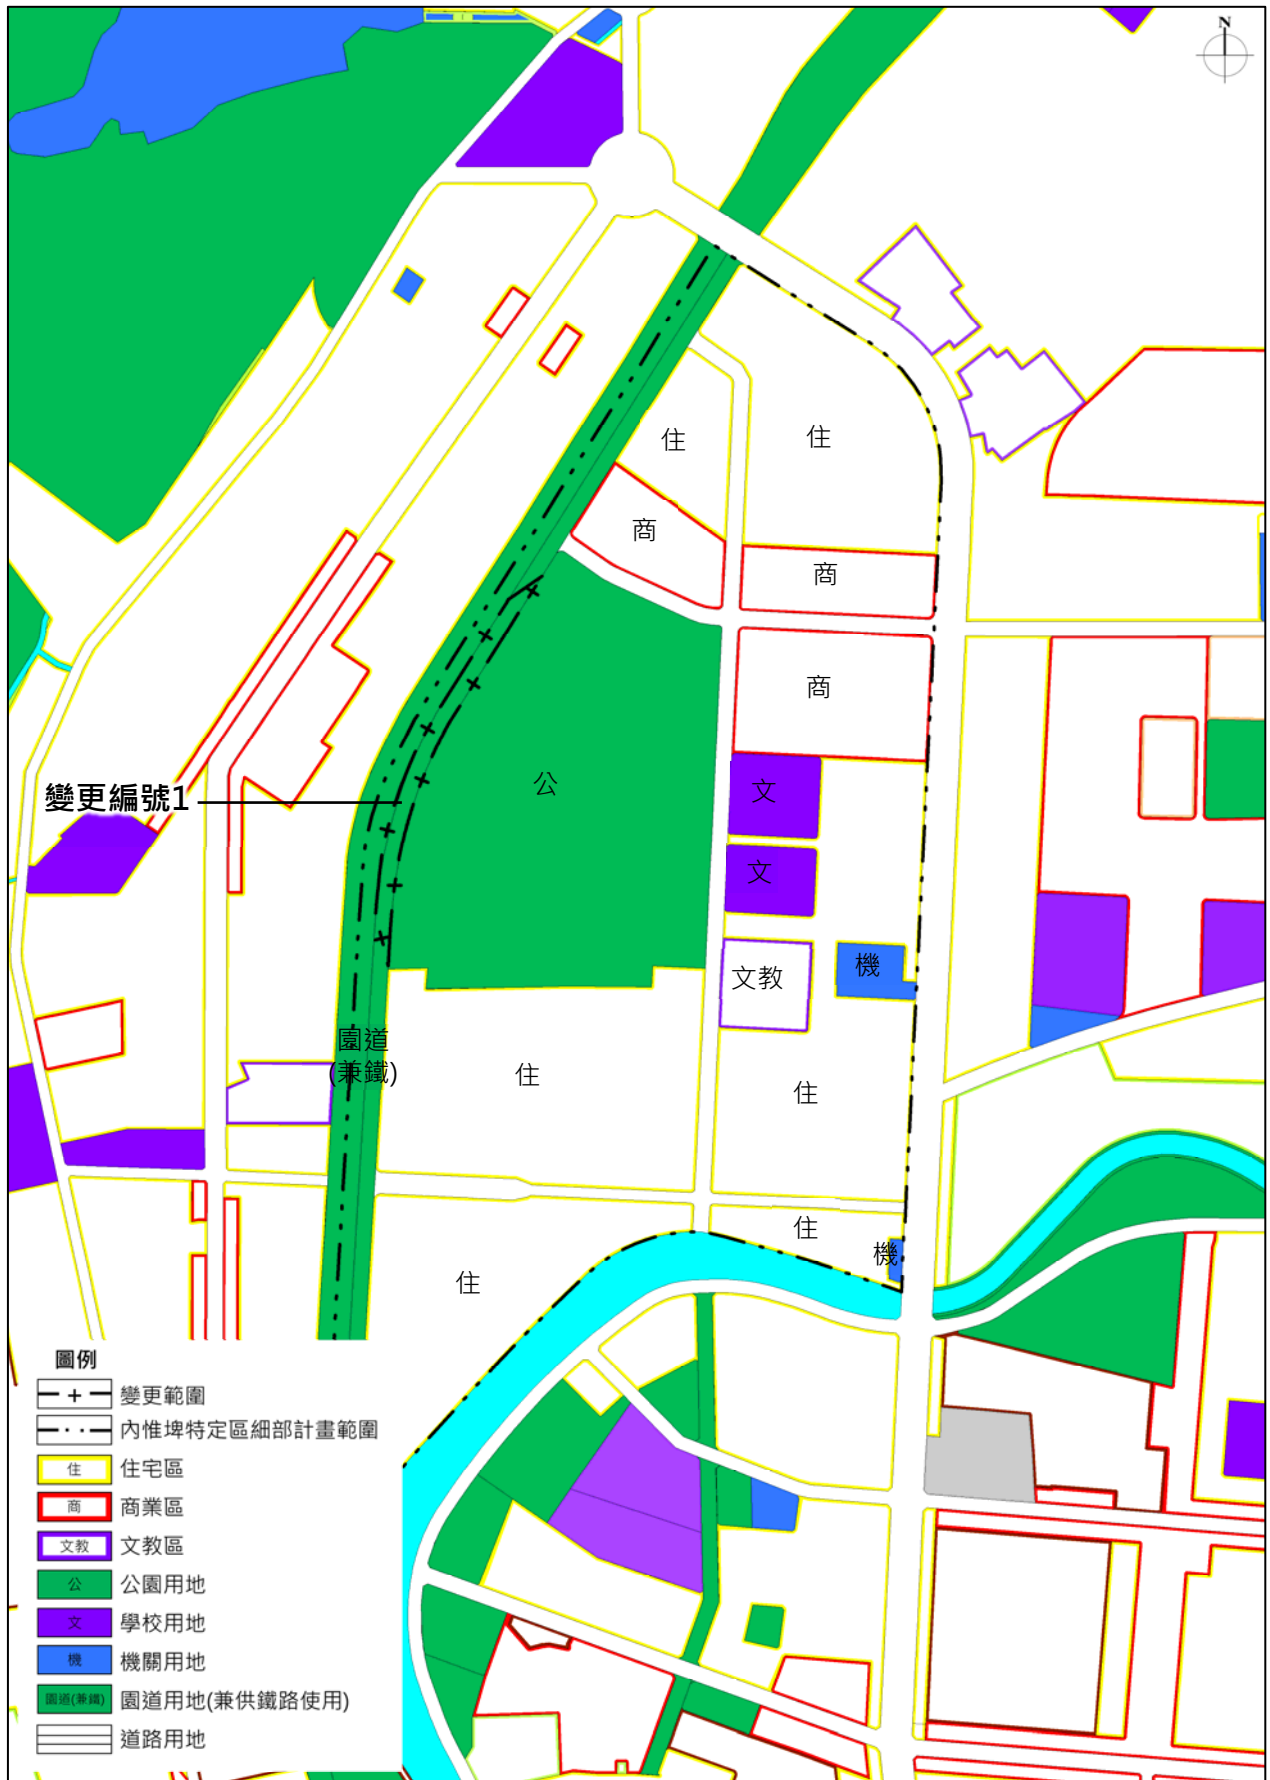 N
住
住
商
商
商
變更編號1
公
文
文
文教
機
園道
(兼鐵)
住
住
住
機
住
圖例
變更範圍
內惟埤特定區細部計畫範圍
住 住宅區
商 商業區
文教 文教區
公 公園用地
文 學校用地
機 機關用地
園道(兼鐵) 園道用地(兼供鐵路使用)
道路用地